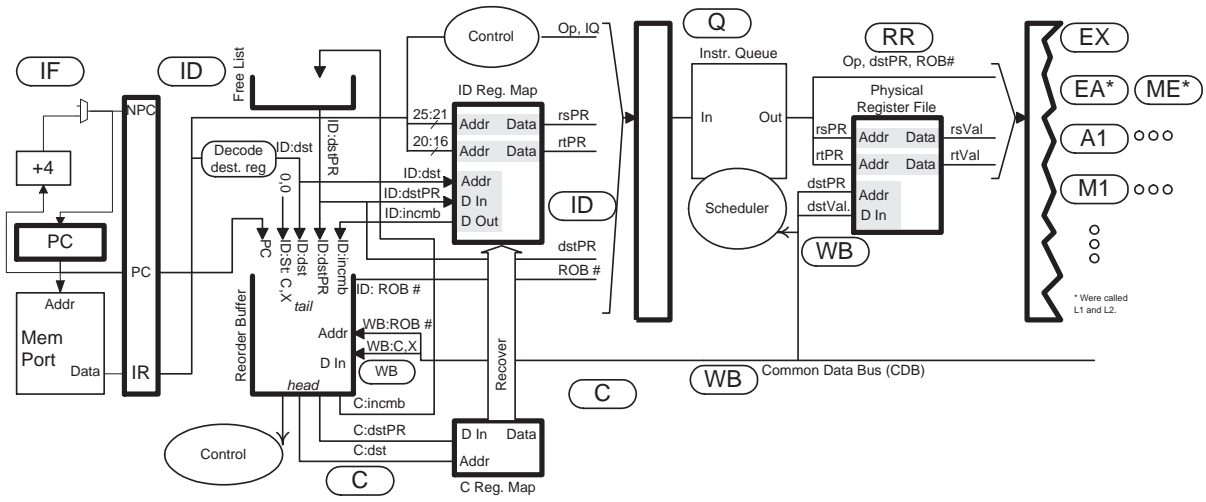 IF
ID
Free List
Control
Op, IQ
Q
Instr. Queue
RR
Op, dstPR, ROB#
EX
EA*
ME*
A1
M1
* Were called
L1 and L2.
NPC
+4
PC
PC
IR
Addr
Mem
Port
Data
Decode
dest. reg
ID:dst
ID:dstPR
0,0
25:21
20:16
ID Reg. Map
Addr
Data
Addr
Data
Addr
D In
D Out
rsPR
rtPR
ID:dst
ID:dstPR
ID:incmb
ID
dstPR
ROB #
ID: ROB #
PC
ID:St: C,X
ID:dst
ID:dstPR
ID:incmb
tail
Reorder Buffer
Addr
D In
head
WB:ROB #
WB:C,X
WB
C:incmb
C:dstPR
C:dst
Control
C
Recover
D In
Data
Addr
C Reg. Map
C
In
Out
Scheduler
Physical
Register File
rsPR
rtPR
dstPR
dstVal.
Addr
Data
Addr
Data
Addr
D In
rsVal
rtVal
WB
WB
Common Data Bus (CDB)